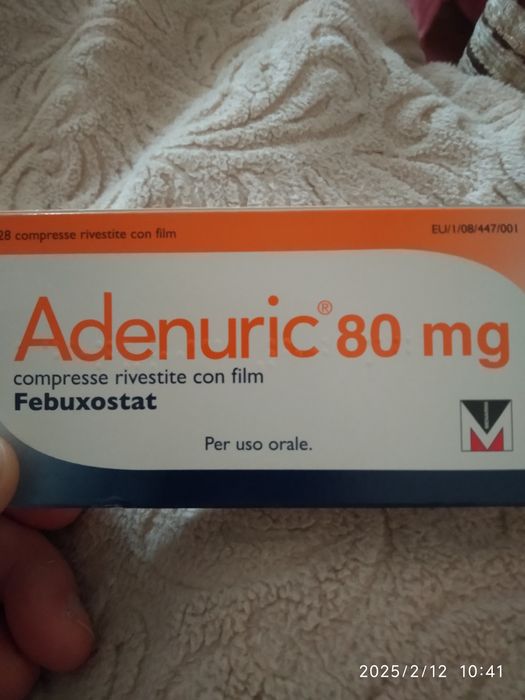 28 compresse rivestite con film
EU/1/08/447/001
Adenuric® 80 mg
compresse rivestite con film
Febuxostat
Per uso orale.
2025/2/12 10:41